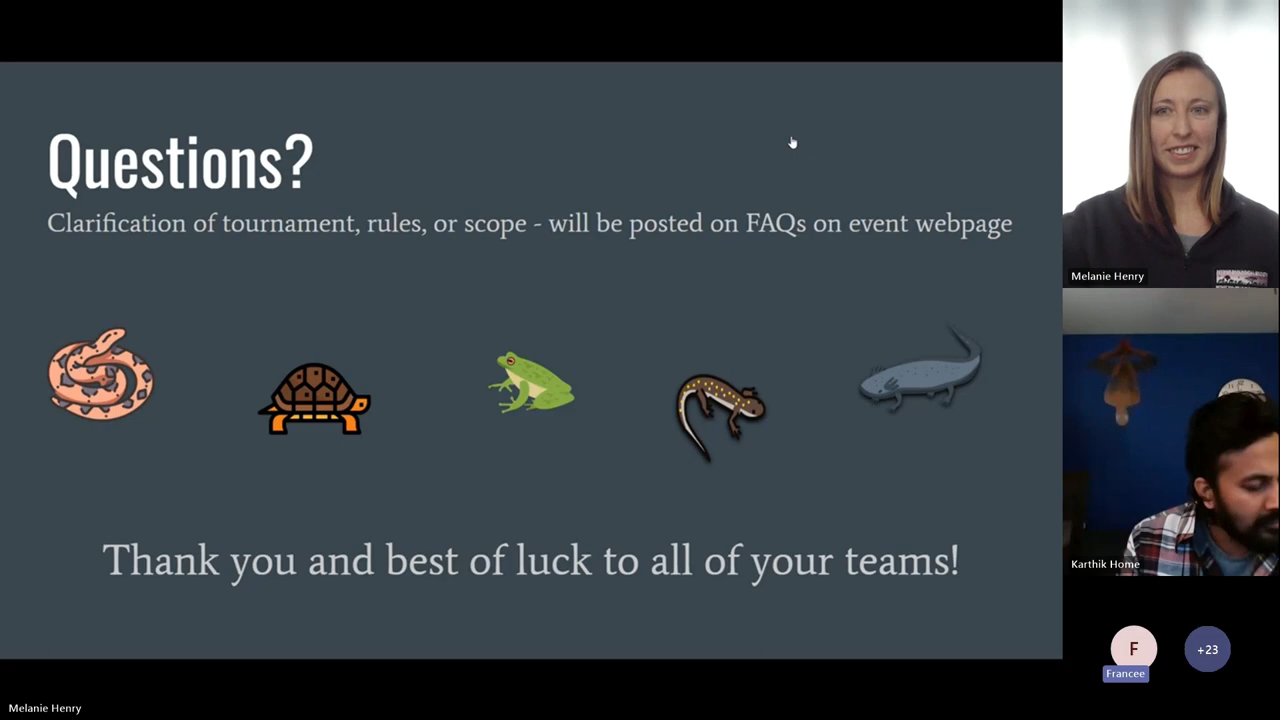 Questions?
Clarification of tournament, rules, or scope - will be posted on FAQs on event webpage
Thank you and best of luck to all of your teams!
Melanie Henry
Karthik Home
F
Francee
+23
Melanie Henry